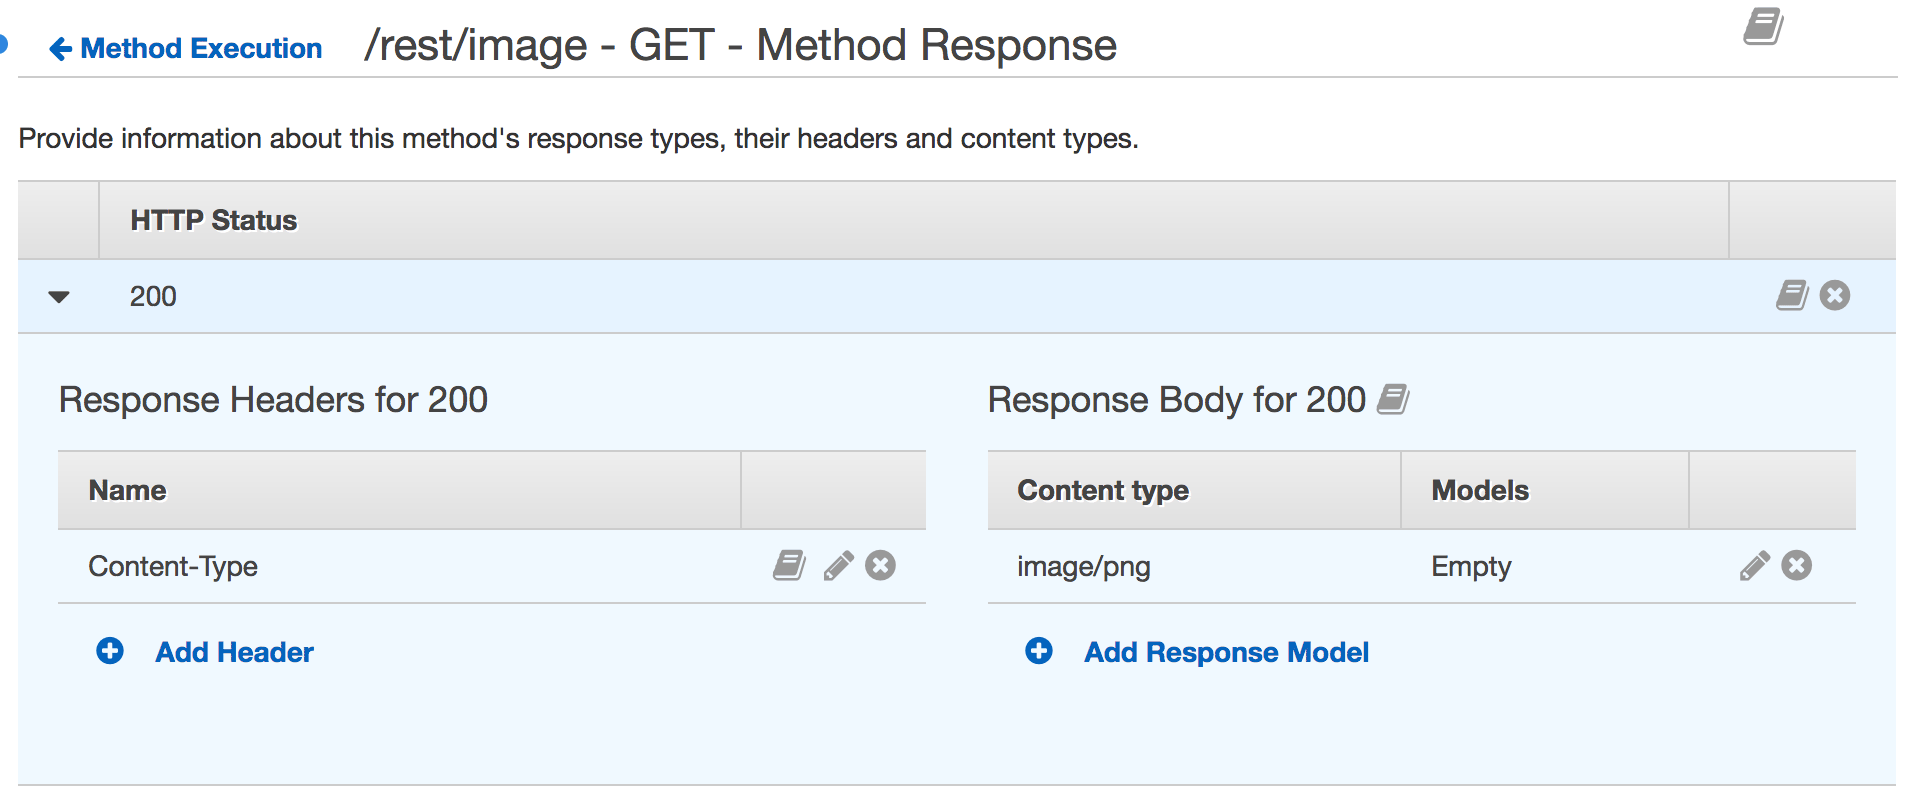 Method Execution /rest/image - GET - Method Response
Provide information about this method's response types, their headers and content types.
HTTP Status
200
Response Headers for 200
Name
Content-Type
Add Header
Response Body for 200
Content type Models
image/png Empty
Add Response Model